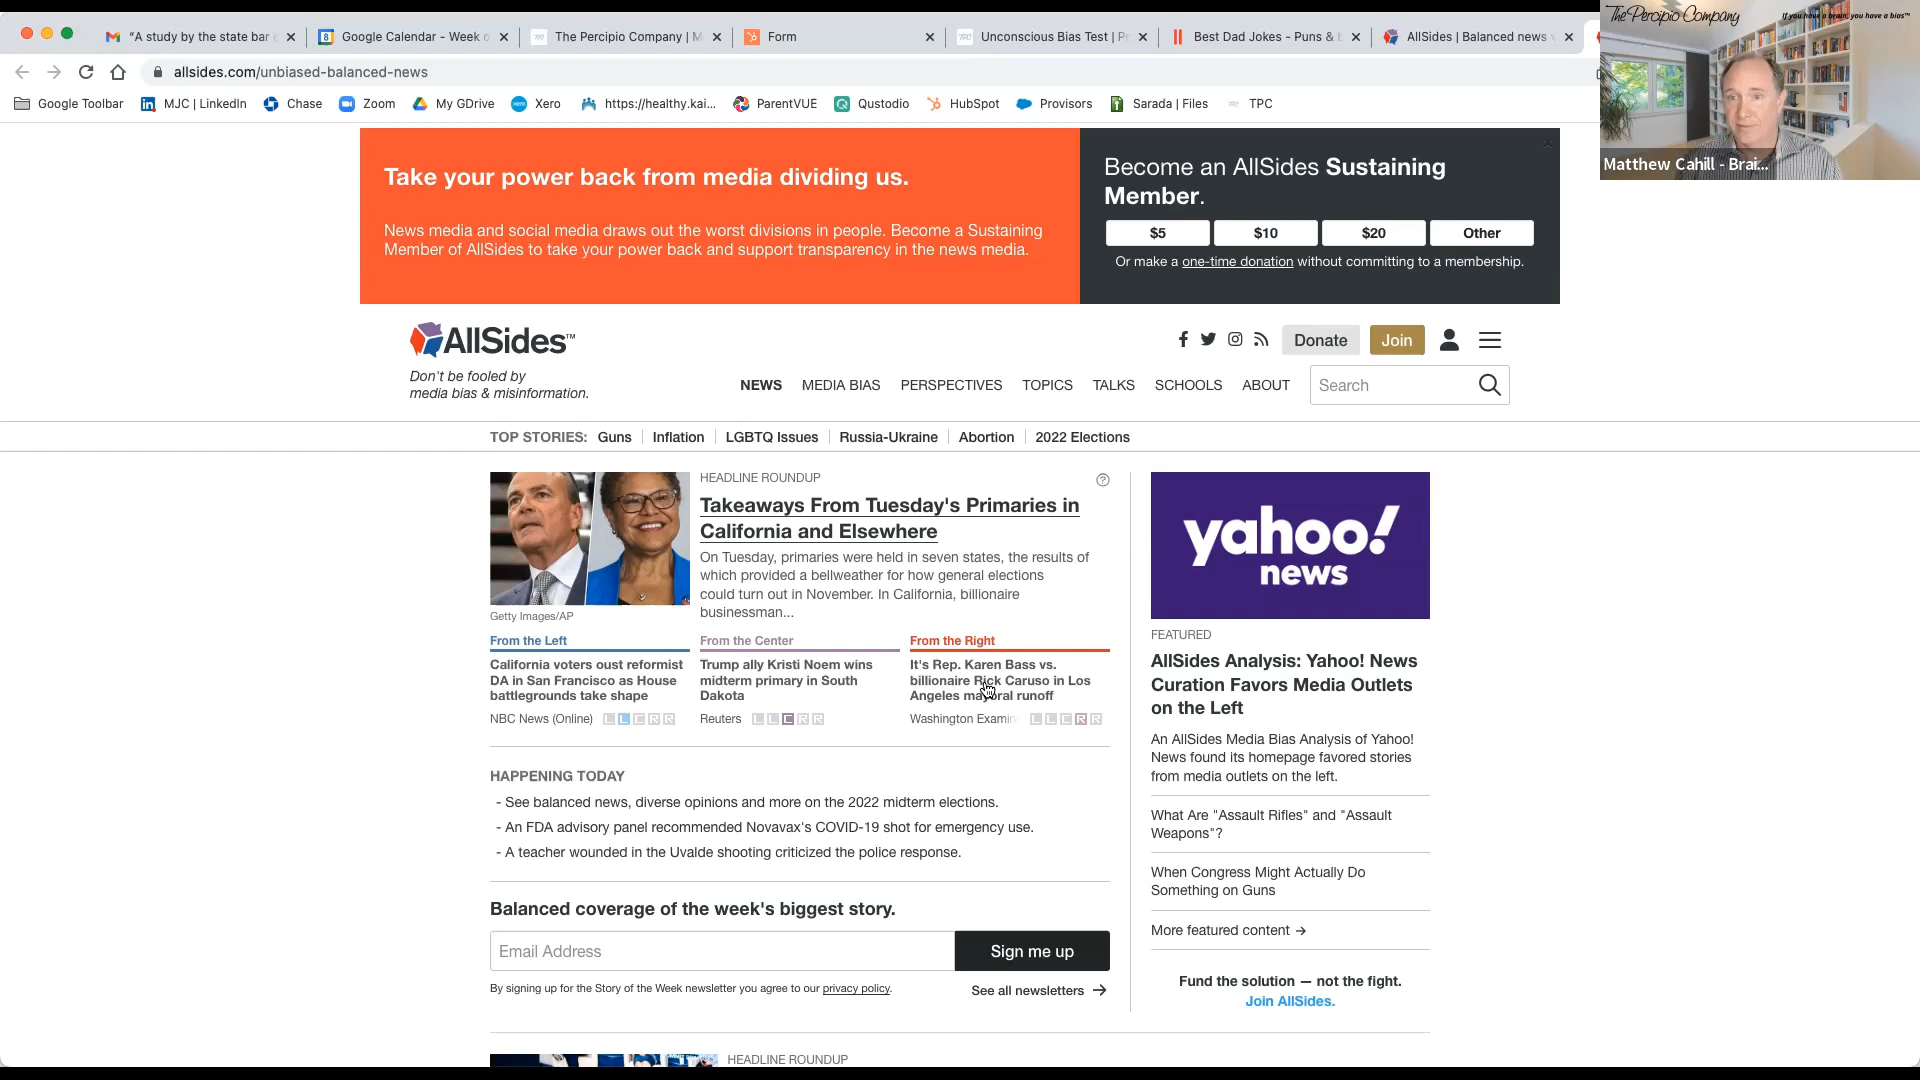 "A study by the state bar
Google Calendar - Week o
The Percipio Company | M
Form
Unconscious Bias Test | P
Best Dad Jokes - Puns &
AllSides | Balanced news
The Percipio Company
If you have a brain, you have a bias™
allsides.com/unbiased-balanced-news
Google Toolbar
MJC | LinkedIn
Chase
Zoom
My GDrive
Xero
https://healthy.kai...
ParentVUE
Qustodio
HubSpot
Provisors
Sarada | Files
TPC
Matthew Cahill - Brai...
Take your power back from media dividing us.
News media and social media draws out the worst divisions in people. Become a Sustaining
Member of AllSides to take your power back and support transparency in the news media.
Become an AllSides Sustaining
Member.
$5
$10
$20
Other
Or make a one-time donation without committing to a membership.
AllSides™
Don't be fooled by
media bias & misinformation.
Donate
Join
NEWS
MEDIA BIAS
PERSPECTIVES
TOPICS
TALKS
SCHOOLS
ABOUT
Search
TOP STORIES:
Guns
Inflation
LGBTQ Issues
Russia-Ukraine
Abortion
2022 Elections
HEADLINE ROUNDUP
?
Takeaways From Tuesday's Primaries in
California and Elsewhere
On Tuesday, primaries were held in seven states, the results of
which provided a bellweather for how general elections
could turn out in November. In California, billionaire
businessman...
Getty Images/AP
From the Left
California voters oust reformist
DA in San Francisco as House
battlegrounds take shape
NBC News (Online)
L L C R R
From the Center
Trump ally Kristi Noem wins
midterm primary in South
Dakota
Reuters
L L C R R
From the Right
It's Rep. Karen Bass vs.
billionaire Rick Caruso in Los
Angeles mayoral runoff
Washington Examin
L L C R R
HAPPENING TODAY
- See balanced news, diverse opinions and more on the 2022 midterm elections.
- An FDA advisory panel recommended Novavax's COVID-19 shot for emergency use.
- A teacher wounded in the Uvalde shooting criticized the police response.
Balanced coverage of the week's biggest story.
Email Address
Sign me up
By signing up for the Story of the Week newsletter you agree to our privacy policy.
See all newsletters →
yahoo!
news
FEATURED
AllSides Analysis: Yahoo! News
Curation Favors Media Outlets
on the Left
An AllSides Media Bias Analysis of Yahoo!
News found its homepage favored stories
from media outlets on the left.
What Are "Assault Rifles" and "Assault
Weapons"?
When Congress Might Actually Do
Something on Guns
More featured content →
Fund the solution — not the fight.
Join AllSides.
HEADLINE ROUNDUP